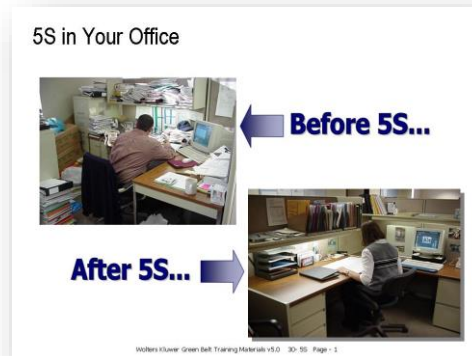 5S in Your Office
Before 5S...
After 5S...
Wolters Kluwer Green Belt Training Materials v5.0 30- 5S Page - 1